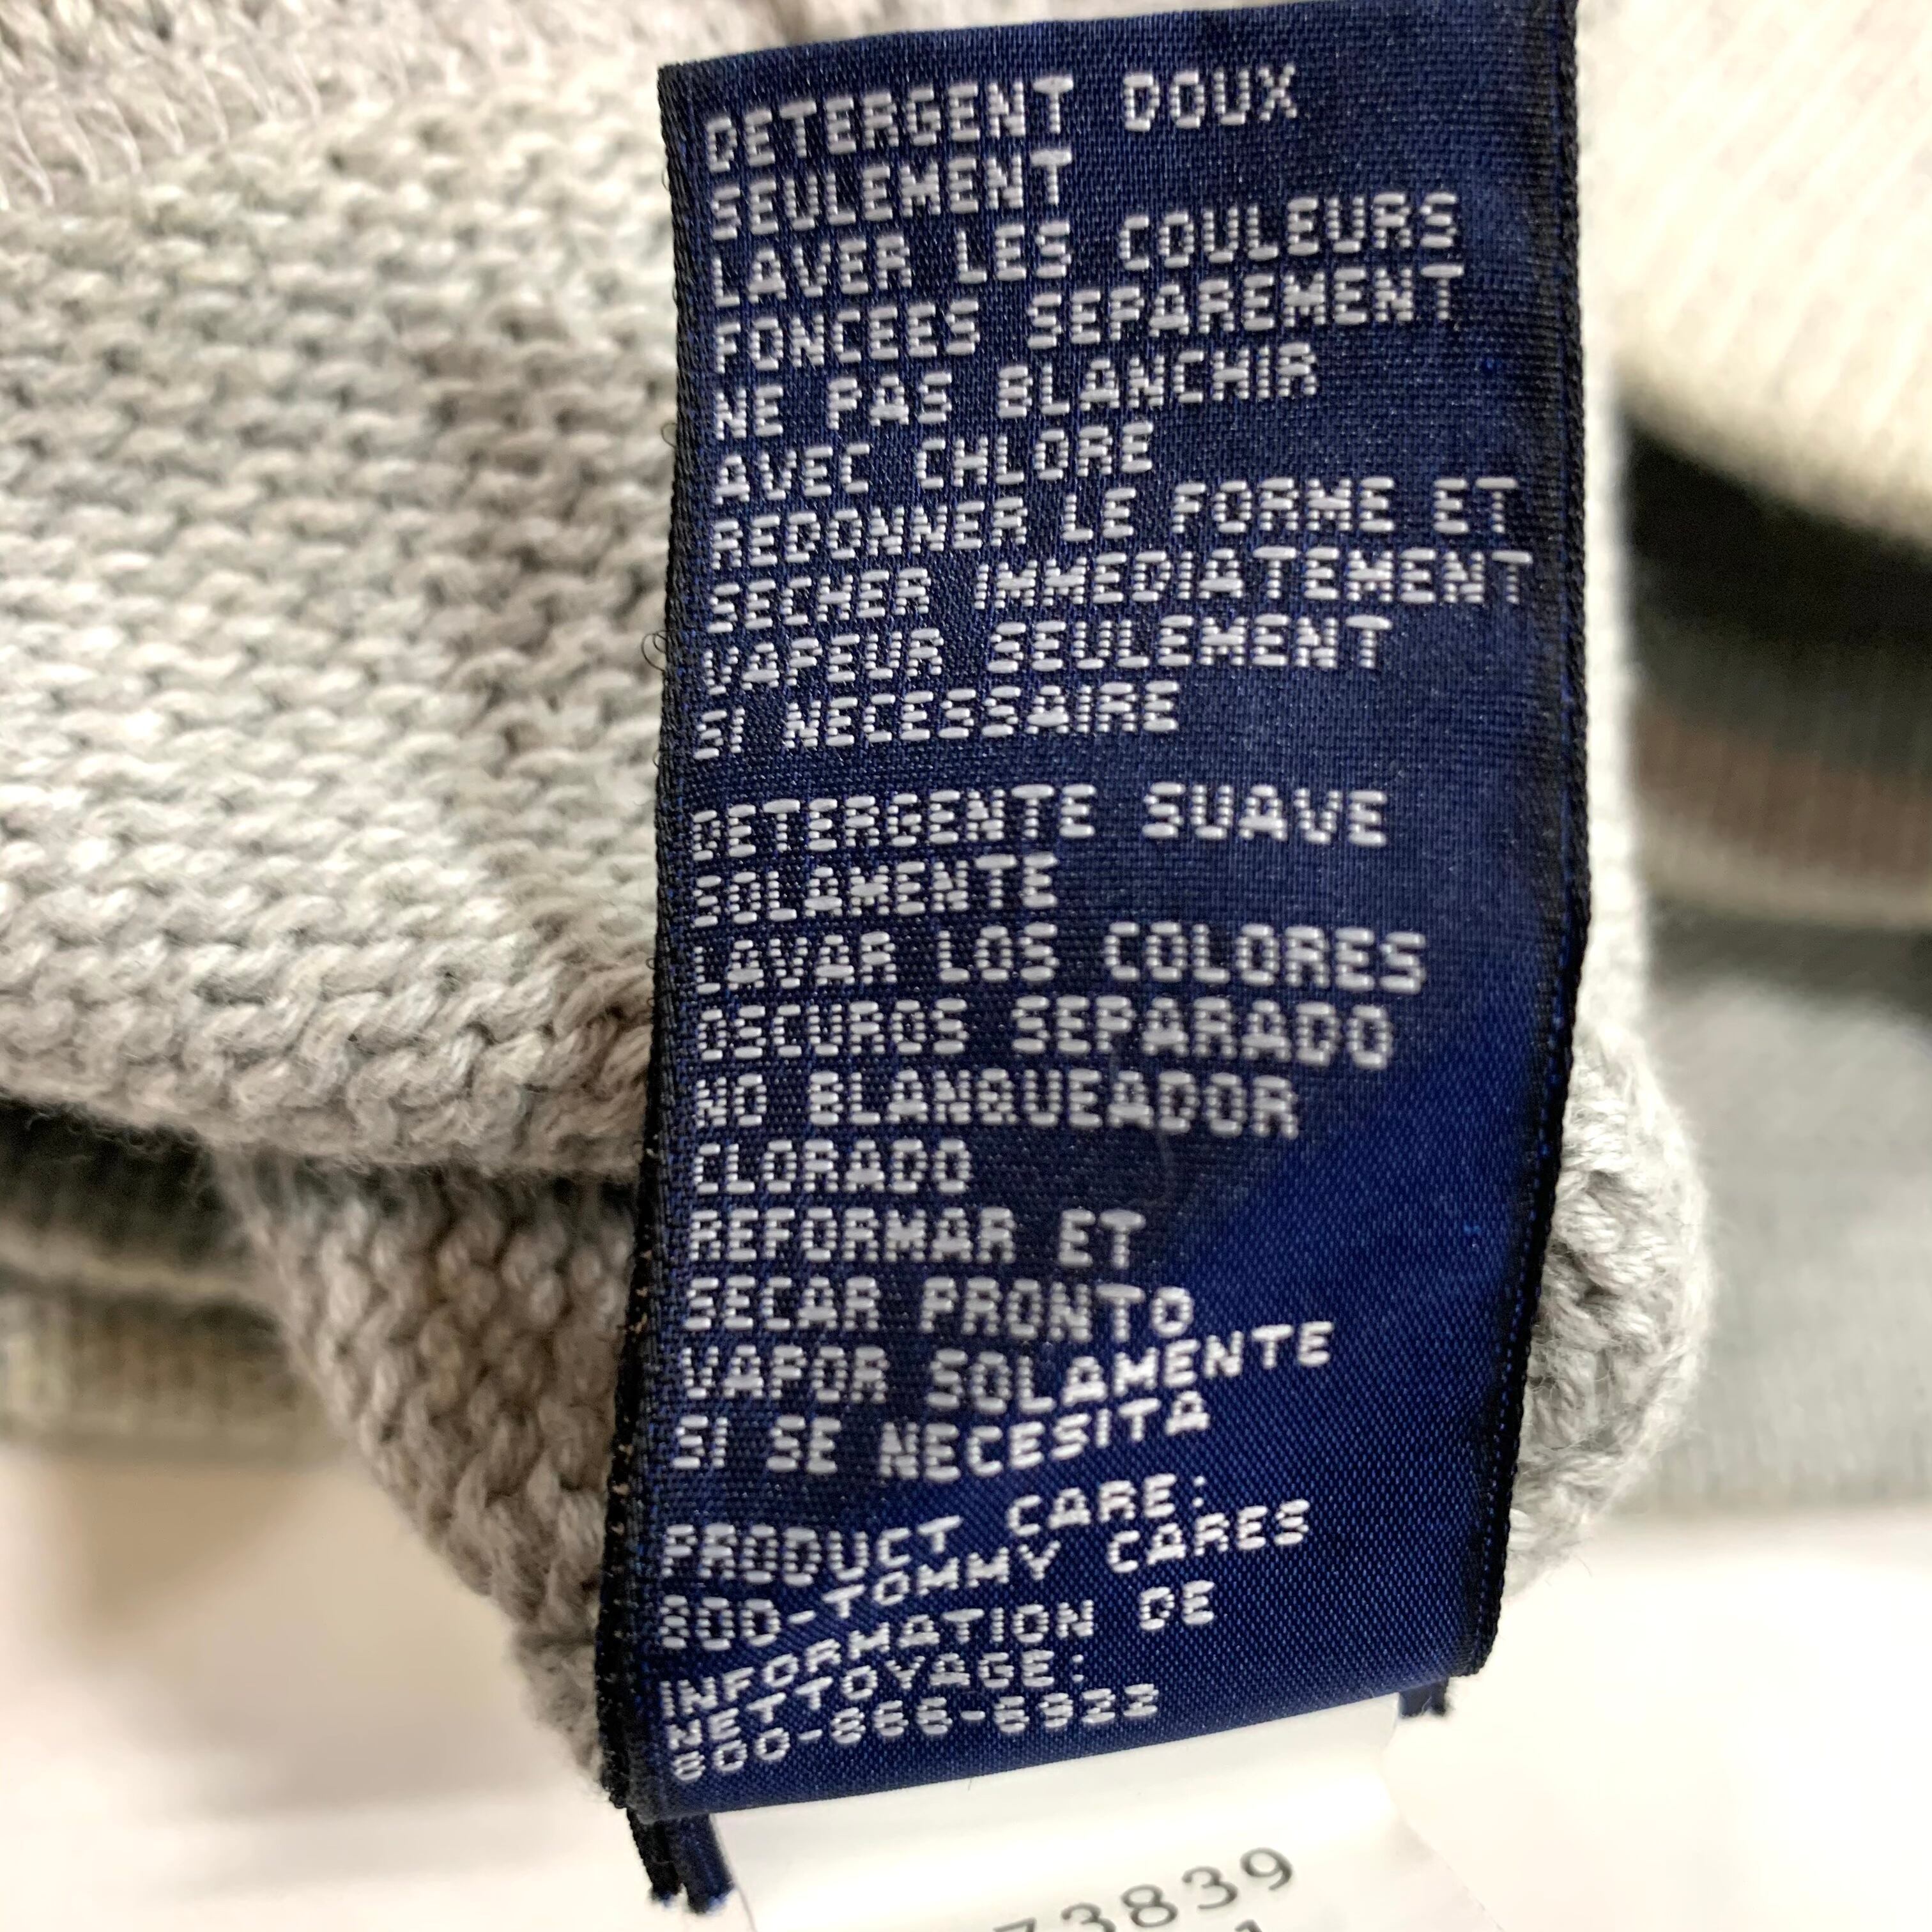 DETERGENT DOUX
SEULEMENT
LAVER LES COULEURS
FONCEES SEPAREMENT
NE PAS BLANCHIR
AVEC CHLORE
REDONNER LE FORME ET
SECHER IMMEDIATEMENT
VAPEUR SEULEMENT
SI NECESSAIRE
DETERGENTE SUAVE
SOLAMENTE
LAVAR LOS COLORES
OSCUROS SEPARADO
NO BLANQUEADOR
CLORADO
REFORMAR ET
SECAR PRONTO
VAPOR SOLAMENTE
SI SE NECESITA
PRODUCT CARE:
800-TOMMY CARES
INFORMATION DE
NETTOYAGE:
800-866-6922
73839